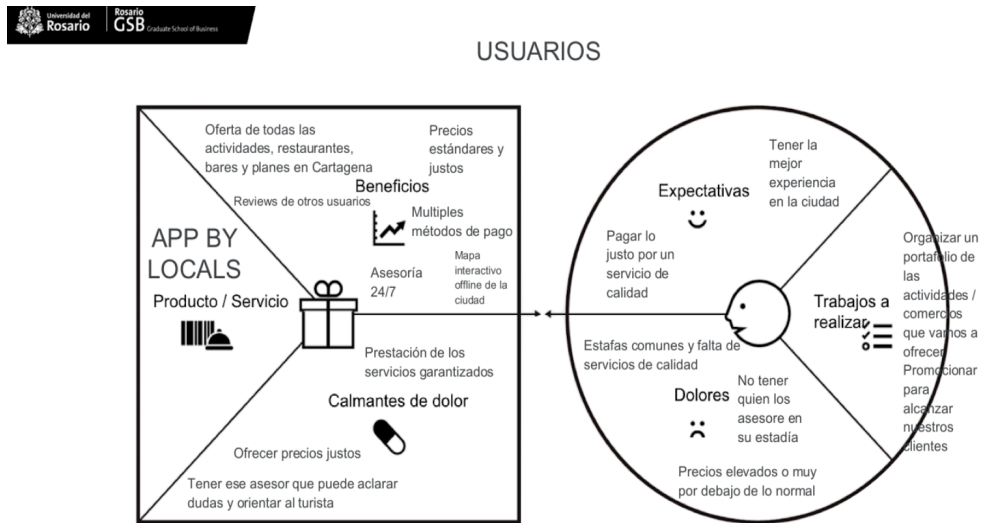 Universidad del
Rosario
Rosario
GSB Graduate School of Business
USUARIOS
Oferta de todas las
actividades, restaurantes,
bares y planes en Cartagena
Precios
estándares y
justos
Beneficios
Reviews de otros usuarios
Multiples
métodos de pago
APP BY
LOCALS
Producto / Servicio
Asesoría
24/7
Mapa
interactivo
offline de la
ciudad
Prestación de los
servicios garantizados
Calmantes de dolor
Ofrecer precios justos
Tener ese asesor que puede aclarar
dudas y orientar al turista
Tener la
mejor
experiencia
en la ciudad
Expectativas
Pagar lo
justo por un
servicio de
calidad
Trabajos a
realizar
Organizar un
portafolio de
las
actividades /
comercios
que vamos a
ofrecer
Promocionar
para
alcanzar
nuestros
clientes
Estafas comunes y falta de
servicios de calidad
Dolores
No tener
quien los
asesore en
su estadía
Precios elevados o muy
por debajo de lo normal